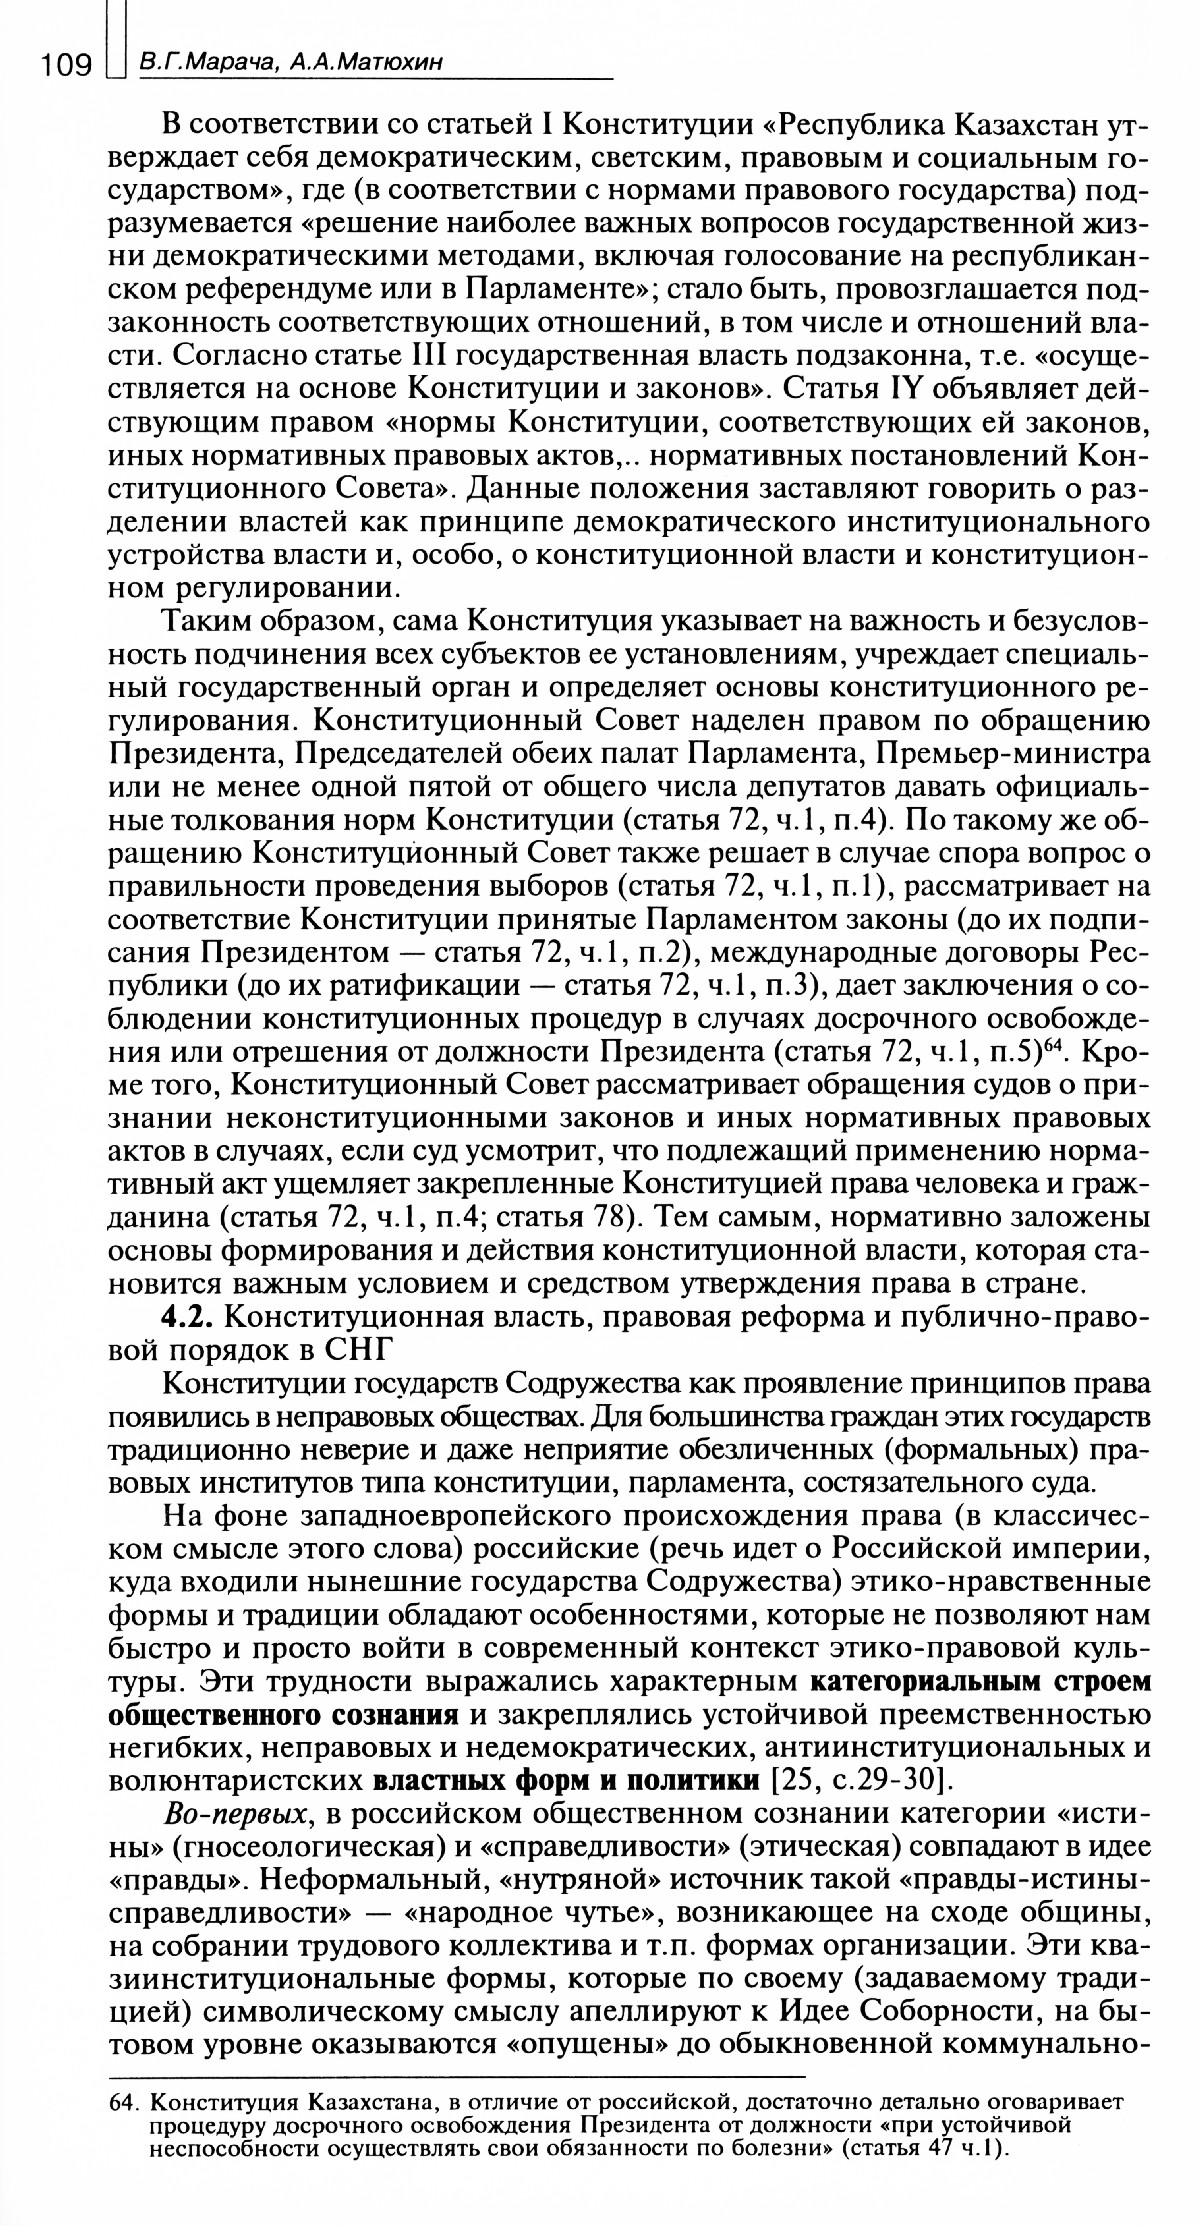 109
В.Г.Марача, А.А.Матюхин
В соответствии со статьей I Конституции «Республика Казахстан ут-
верждает себя демократическим, светским, правовым и социальным го-
сударством», где (в соответствии с нормами правового государства) под-
разумевается «решение наиболее важных вопросов государственной жиз-
ни демократическими методами, включая голосование на республикан-
ском референдуме или в Парламенте»; стало быть, провозглашается под-
законность соответствующих отношений, в том числе и отношений вла-
сти. Согласно статье III государственная власть подзаконна, т.е. «осуще-
ствляется на основе Конституции и законов». Статья IY объявляет дей-
ствующим правом «нормы Конституции, соответствующих ей законов,
иных нормативных правовых актов,.. нормативных постановлений Кон-
ституционного Совета». Данные положения заставляют говорить о раз-
делении властей как принципе демократического институционального
устройства власти и, особо, о конституционной власти и конституцион-
ном регулировании.
Таким образом, сама Конституция указывает на важность и безуслов-
ность подчинения всех субъектов ее установлениям, учреждает специаль-
ный государственный орган и определяет основы конституционного ре-
гулирования. Конституционный Совет наделен правом по обращению
Президента, Председателей обеих палат Парламента, Премьер-министра
или не менее одной пятой от общего числа депутатов давать официаль-
ные толкования норм Конституции (статья 72, ч.1, п.4). По такому же об-
ращению Конституционный Совет также решает в случае спора вопрос о
правильности проведения выборов (статья 72, ч.1, п.1), рассматривает на
соответствие Конституции принятые Парламентом законы (до их подпи-
сания Президентом — статья 72, ч.1, п.2), международные договоры Рес-
публики (до их ратификации — статья 72, ч.1, п.3), дает заключения о со-
блюдении конституционных процедур в случаях досрочного освобожде-
ния или отрешения от должности Президента (статья 72, ч.1, п.5)⁶⁴. Кро-
ме того, Конституционный Совет рассматривает обращения судов о при-
знании неконституционными законов и иных нормативных правовых
актов в случаях, если суд усмотрит, что подлежащий применению норма-
тивный акт ущемляет закрепленные Конституцией права человека и граж-
данина (статья 72, ч.1, п.4; статья 78). Тем самым, нормативно заложены
основы формирования и действия конституционной власти, которая ста-
новится важным условием и средством утверждения права в стране.
4.2. Конституционная власть, правовая реформа и публично-право-
вой порядок в СНГ
Конституции государств Содружества как проявление принципов права
появились в неправовых обществах. Для большинства граждан этих государств
традиционно неверие и даже неприятие обезличенных (формальных) пра-
вовых институтов типа конституции, парламента, состязательного суда.
На фоне западноевропейского происхождения права (в классичес-
ком смысле этого слова) российские (речь идет о Российской империи,
куда входили нынешние государства Содружества) этико-нравственные
формы и традиции обладают особенностями, которые не позволяют нам
быстро и просто войти в современный контекст этико-правовой куль-
туры. Эти трудности выражались характерным категориальным строем
общественного сознания и закреплялись устойчивой преемственностью
негибких, неправовых и недемократических, антиинституциональных и
волюнтаристских властных форм и политики [25, с.29-30].
Во-первых, в российском общественном сознании категории «исти-
ны» (гносеологическая) и «справедливости» (этическая) совпадают в идее
«правды». Неформальный, «нутряной» источник такой «правды-истины-
справедливости» — «народное чутье», возникающее на сходе общины,
на собрании трудового коллектива и т.п. формах организации. Эти ква-
зиинституциональные формы, которые по своему (задаваемому тради-
цией) символическому смыслу апеллируют к Идее Соборности, на бы-
товом уровне оказываются «опущены» до обыкновенной коммунально-
64. Конституция Казахстана, в отличие от российской, достаточно детально оговаривает
процедуру досрочного освобождения Президента от должности «при устойчивой
неспособности осуществлять свои обязанности по болезни» (статья 47 ч.1).